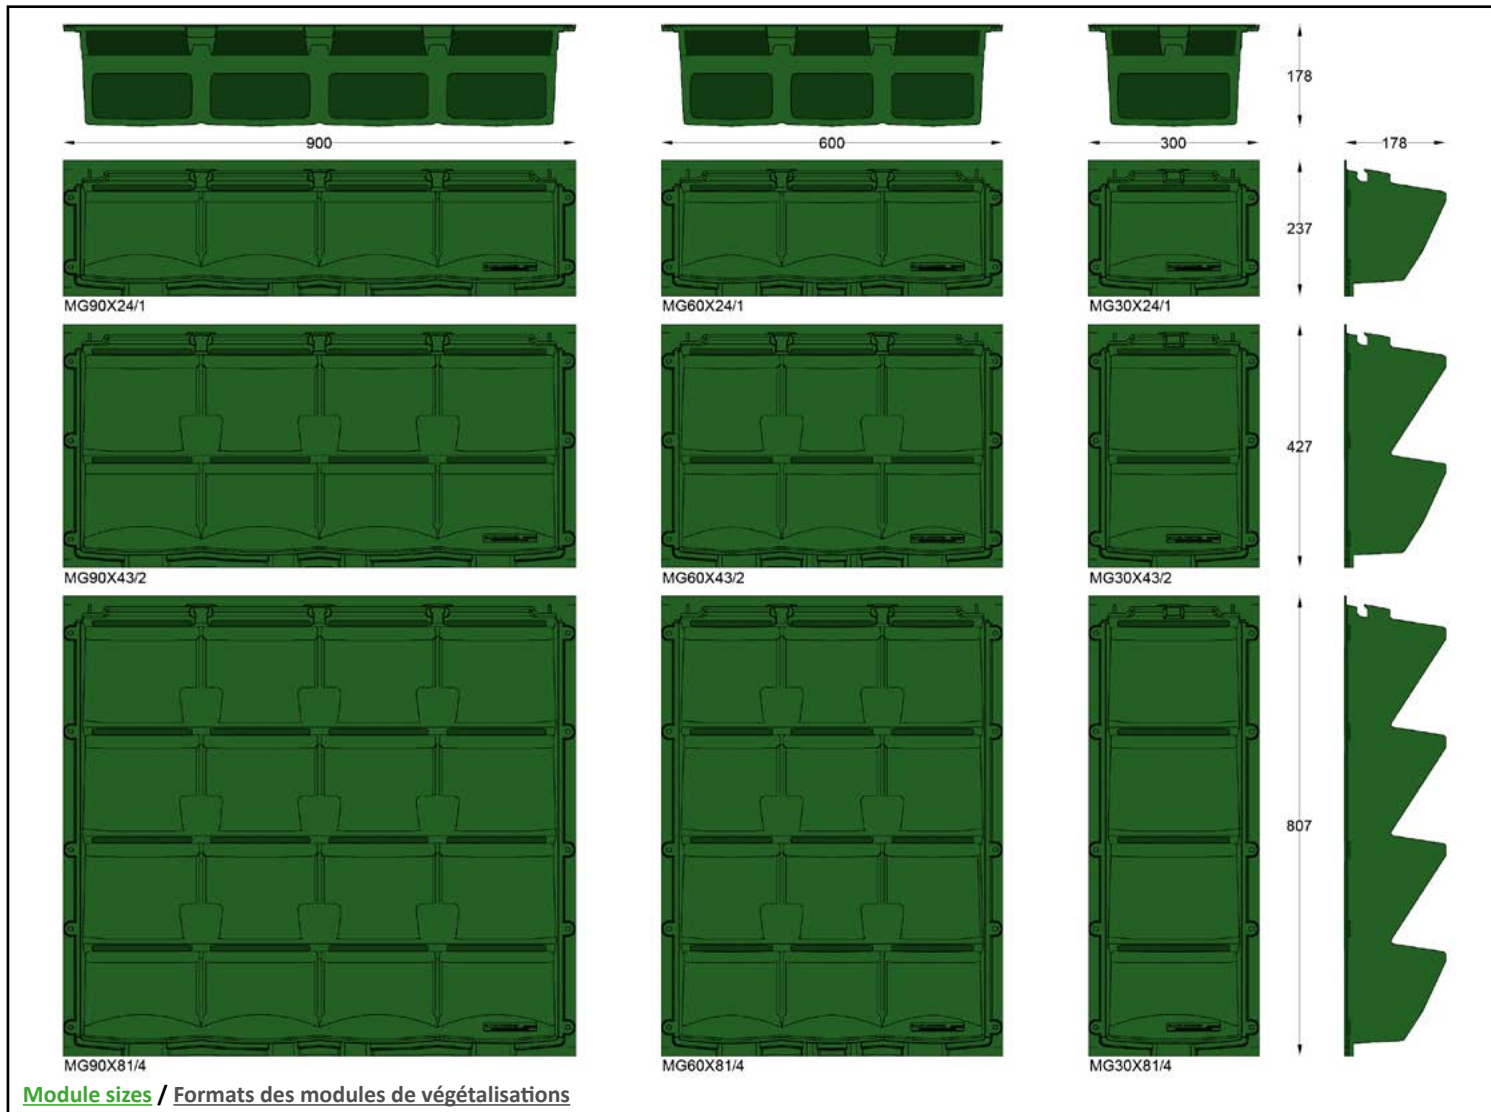 178
900
600
300
178
237
MG90X24/1
MG60X24/1
MG30X24/1
427
MG90X43/2
MG60X43/2
MG30X43/2
807
MG90X81/4
MG60X81/4
MG30X81/4
Module sizes / Formats des modules de végétalisations